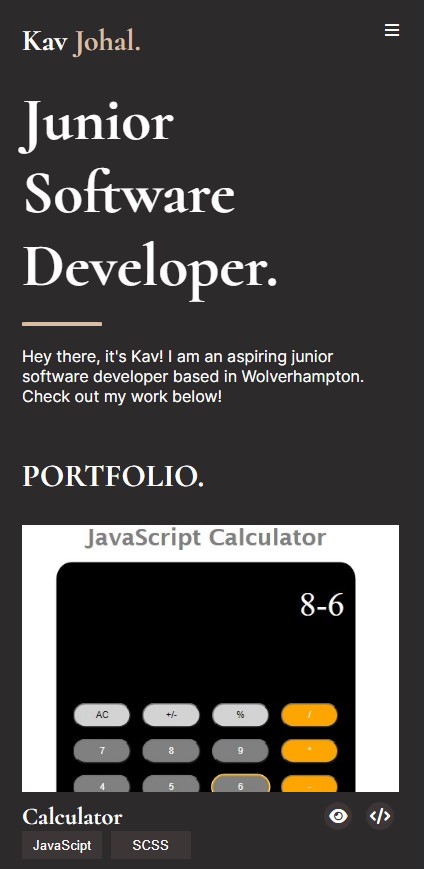 Kav Johal.
Junior
Software
Developer.
Hey there, it's Kav! I am an aspiring junior
software developer based in Wolverhampton.
Check out my work below!
PORTFOLIO.
JavaScript Calculator
8-6
AC +/- % /
7 8 9 *
4 5 6 -
Calculator
JavaScipt SCSS